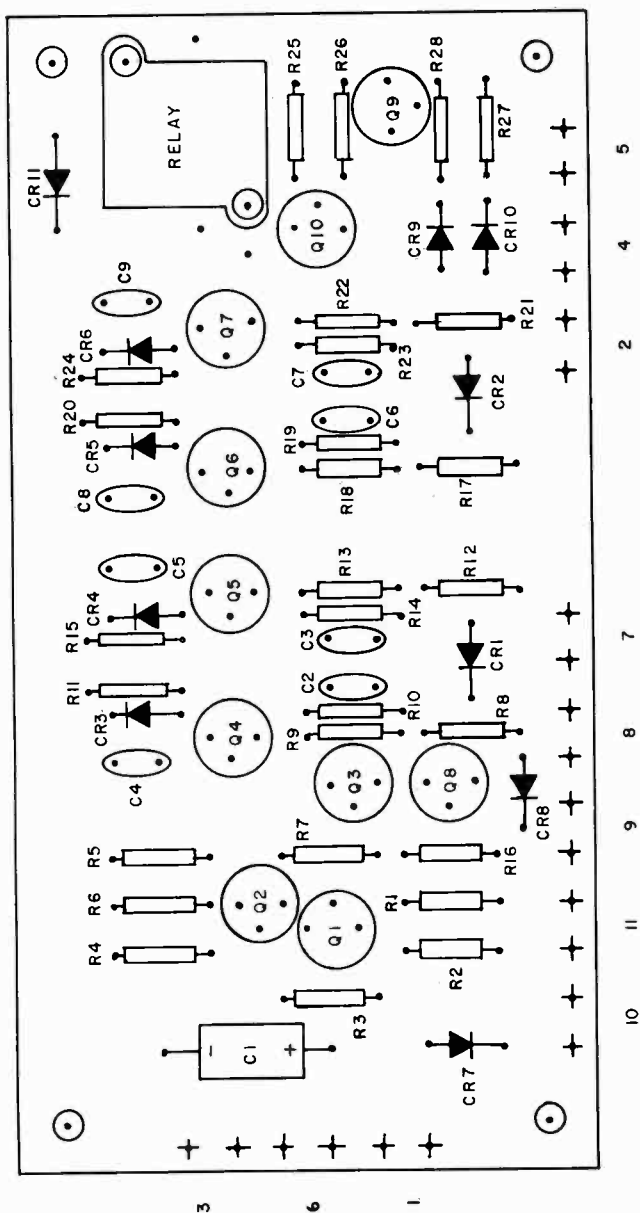 CR11
R4
R6
R5
R11
R15
R20
R24
CR3
CR4
C8
CR5
CR6
C9
C4
C5
RELAY
Q4
Q5
Q6
Q7
3
- C1 +
Q2
R7
R9
C2
C3
R19
C7
R22
Q10
R25
R26
6
R3
Q1
Q3
R10
R14
R13
R18
C6
R23
Q9
1
R1
R2
Q8
R8
R12
R17
CR2
CR9
R28
CR7
R16
CR1
R21
CR10
R27
CR8
10
11
9
8
7
2
4
5